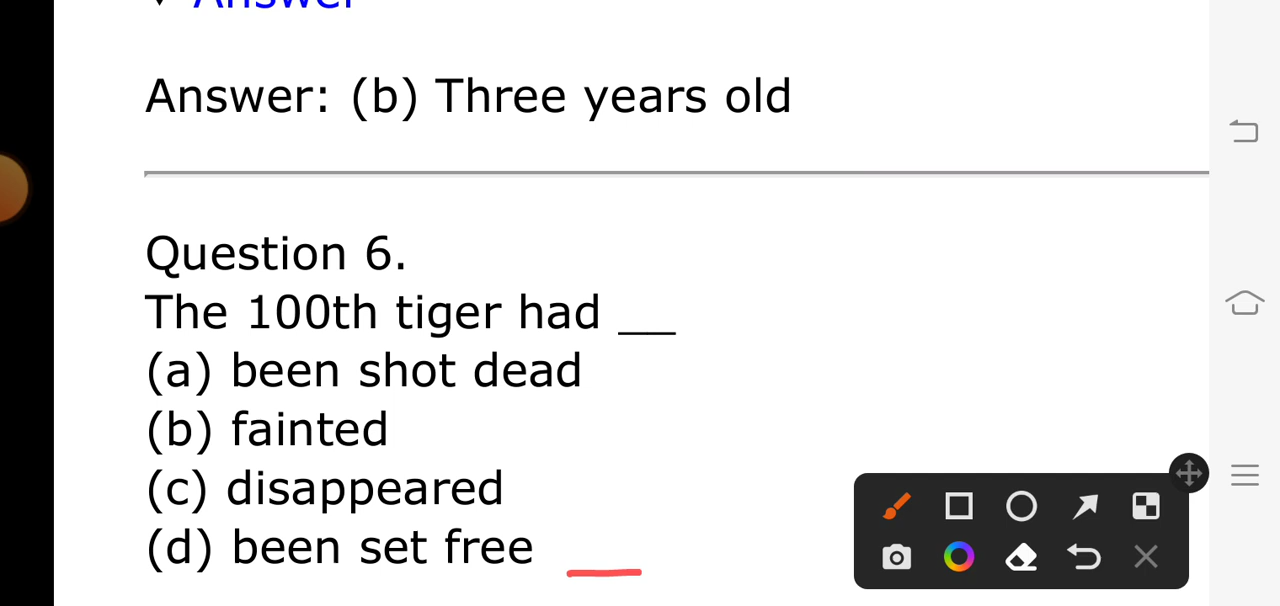 Answer
Answer: (b) Three years old
Question 6.
The 100th tiger had __
(a) been shot dead
(b) fainted
(c) disappeared
(d) been set free